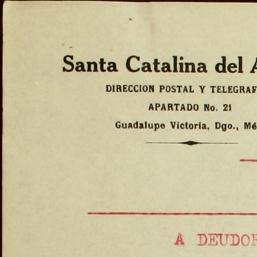 Santa Catalina del A
DIRECCION POSTAL Y TELEGRAF
APARTADO No. 21
Guadalupe Victoria, Dgo., Mé
A DEUDOR